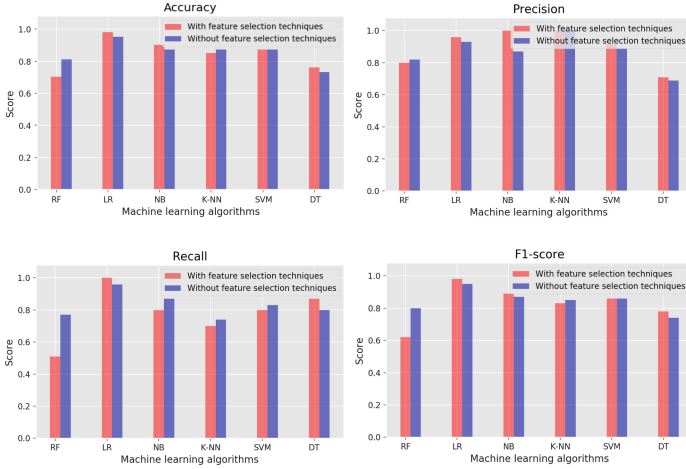 Accuracy
With feature selection techniques
Without feature selection techniques
1.0
0.8
0.6
0.4
0.2
0.0
Score
RF LR NB K-NN SVM DT
Machine learning algorithms
Precision
With feature selection techniques
Without feature selection techniques
1.0
0.8
0.6
0.4
0.2
0.0
Score
RF LR NB K-NN SVM DT
Machine learning algorithms
Recall
With feature selection techniques
Without feature selection techniques
1.0
0.8
0.6
0.4
0.2
0.0
Score
RF LR NB K-NN SVM DT
Machine learning algorithms
F1-score
With feature selection techniques
Without feature selection techniques
1.0
0.8
0.6
0.4
0.2
0.0
Score
RF LR NB K-NN SVM DT
Machine learning algorithms